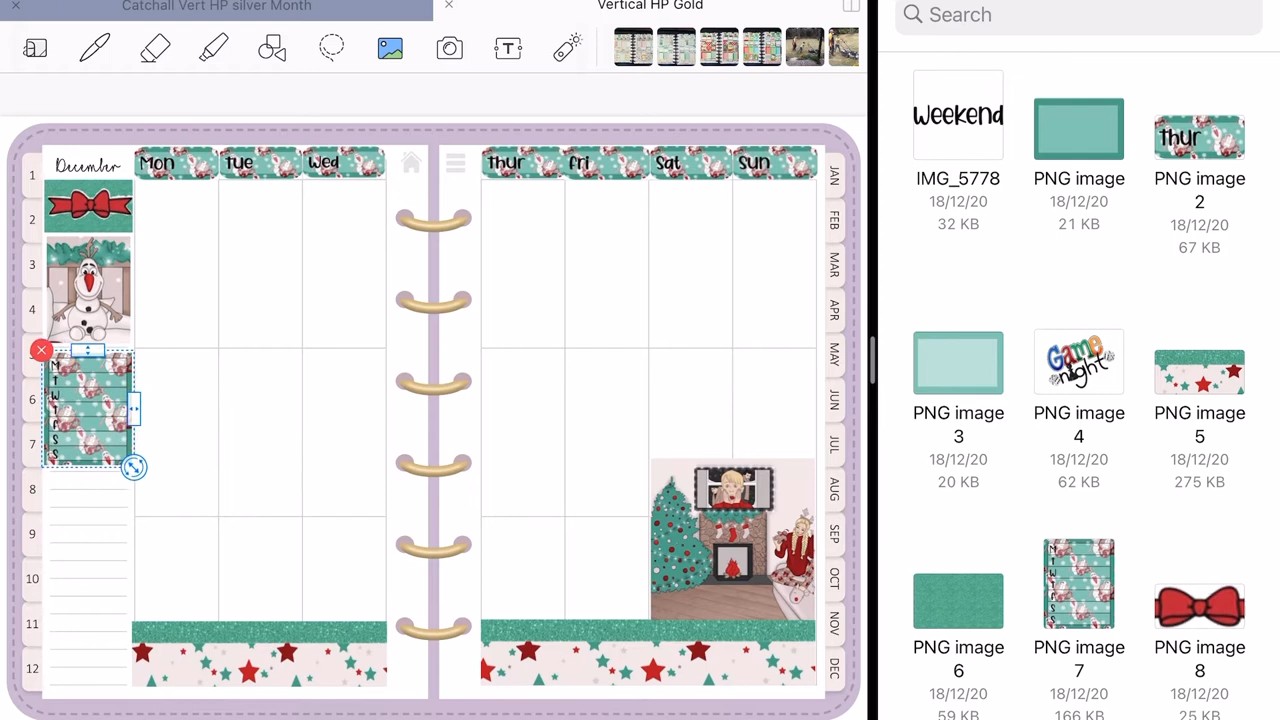 Catchall Vert HP silver Month
Vertical HP Gold
T
Search
December
Mon
Tue
Wed
Thur
Fri
Sat
Sun
1
2
3
4
6
7
8
9
10
11
12
M
T
W
T
F
S
S
JAN
FEB
MAR
APR
MAY
JUN
JUL
AUG
SEP
OCT
NOV
DEC
Weekend
IMG_5778
18/12/20
32 KB
PNG image
18/12/20
21 KB
Thur
PNG image
2
18/12/20
67 KB
PNG image
3
18/12/20
20 KB
Game
night
PNG image
4
18/12/20
62 KB
PNG image
5
18/12/20
275 KB
PNG image
6
18/12/20
59 KB
M
T
W
T
F
S
S
PNG image
7
18/12/20
166 KB
PNG image
8
18/12/20
25 KB